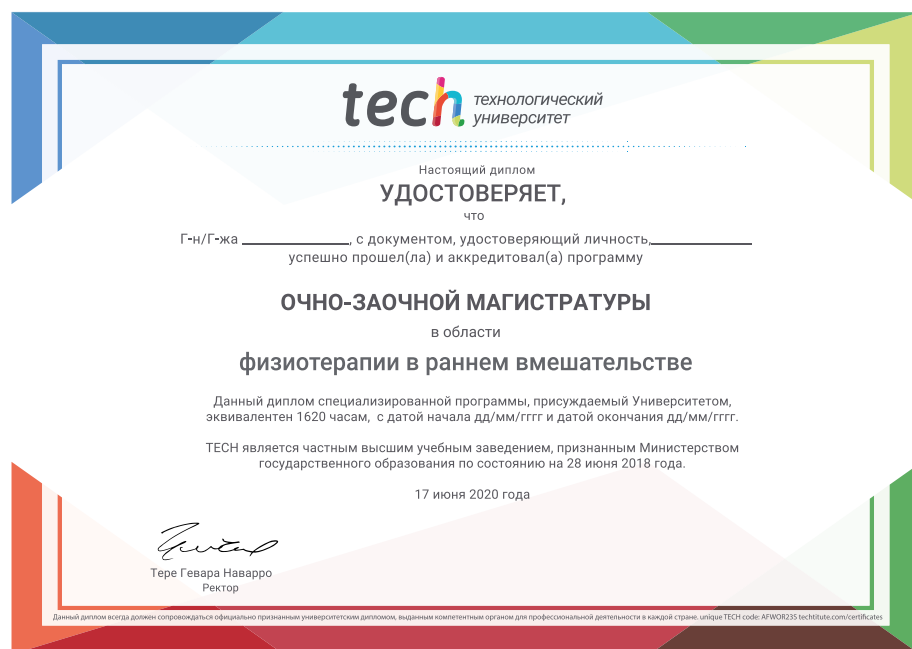 tech технологический
университет
Настоящий диплом
УДОСТОВЕРЯЕТ,
что
Г-н/Г-жа ______________, с документом, удостоверяющий личность,______________
успешно прошел(ла) и аккредитовал(а) программу
ОЧНО-ЗАОЧНОЙ МАГИСТРАТУРЫ
в области
физиотерапии в раннем вмешательстве
Данный диплом специализированной программы, присуждаемый Университетом,
эквивалентен 1620 часам, с датой начала дд/мм/гггг и датой окончания дд/мм/гггг.
TECH является частным высшим учебным заведением, признанным Министерством
государственного образования по состоянию на 28 июня 2018 года.
17 июня 2020 года
Тере Гевара Наварро
Ректор
Данный диплом всегда должен сопровождаться официально признанным университетским дипломом, выданным компетентным органом для профессиональной деятельности в каждой стране. unique TECH code: AFWOR23S techtitute.com/certificates